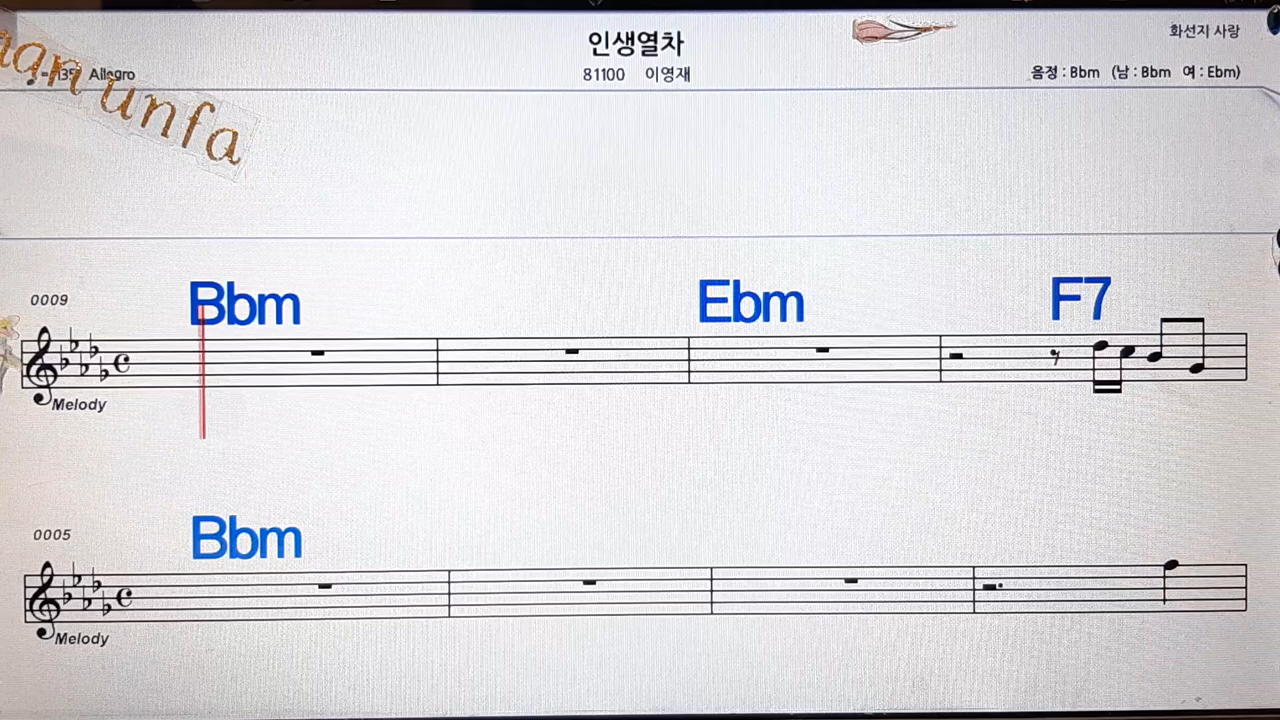 인생열차
화선지 사랑
Allegro
81100 이영재
음정 : Bbm (남 : Bbm 여 : Ebm)
unfa
0009
Bbm Ebm F7
Melody
0005
Bbm
Melody